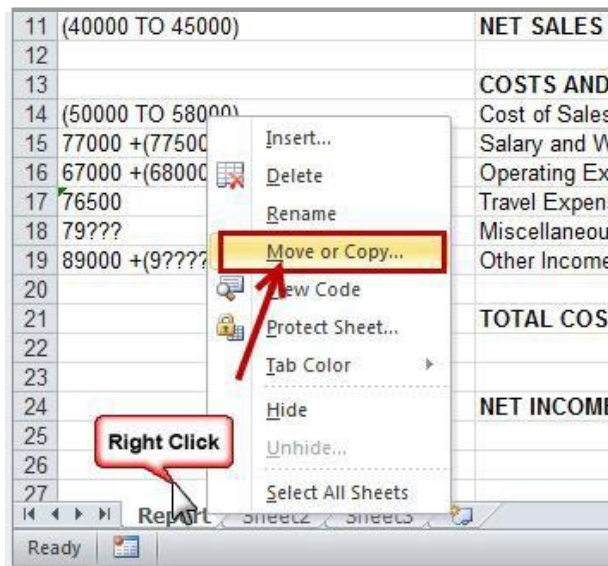 11 (40000 TO 45000) NET SALES
12
13 COSTS AND
14 (50000 TO 58000) Cost of Sales
15 77000 +(77500 Salary and W
16 67000 +(68000 Operating Ex
17 76500 Travel Expens
18 79??? Miscellaneou
19 89000 +(9???? Other Income
20
21 TOTAL COS
22
23
24 NET INCOME
25
26
27
Insert...
Delete
Rename
Move or Copy...
View Code
Protect Sheet...
Tab Color
Hide
Unhide...
Select All Sheets
Right Click
Report Sheet2 Sheet3
Ready